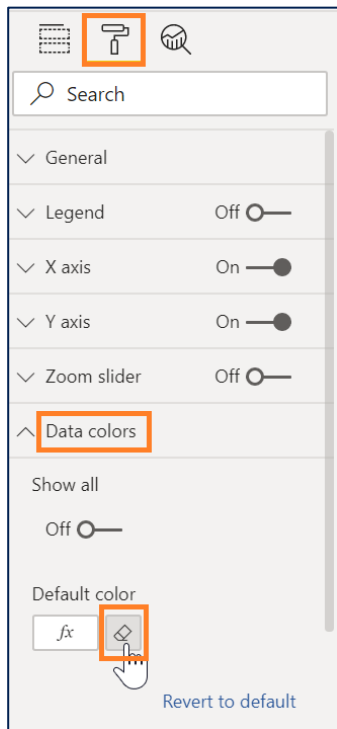 Search
General
Legend Off
X axis On
Y axis On
Zoom slider Off
Data colors
Show all
Off
Default color
fx
Revert to default